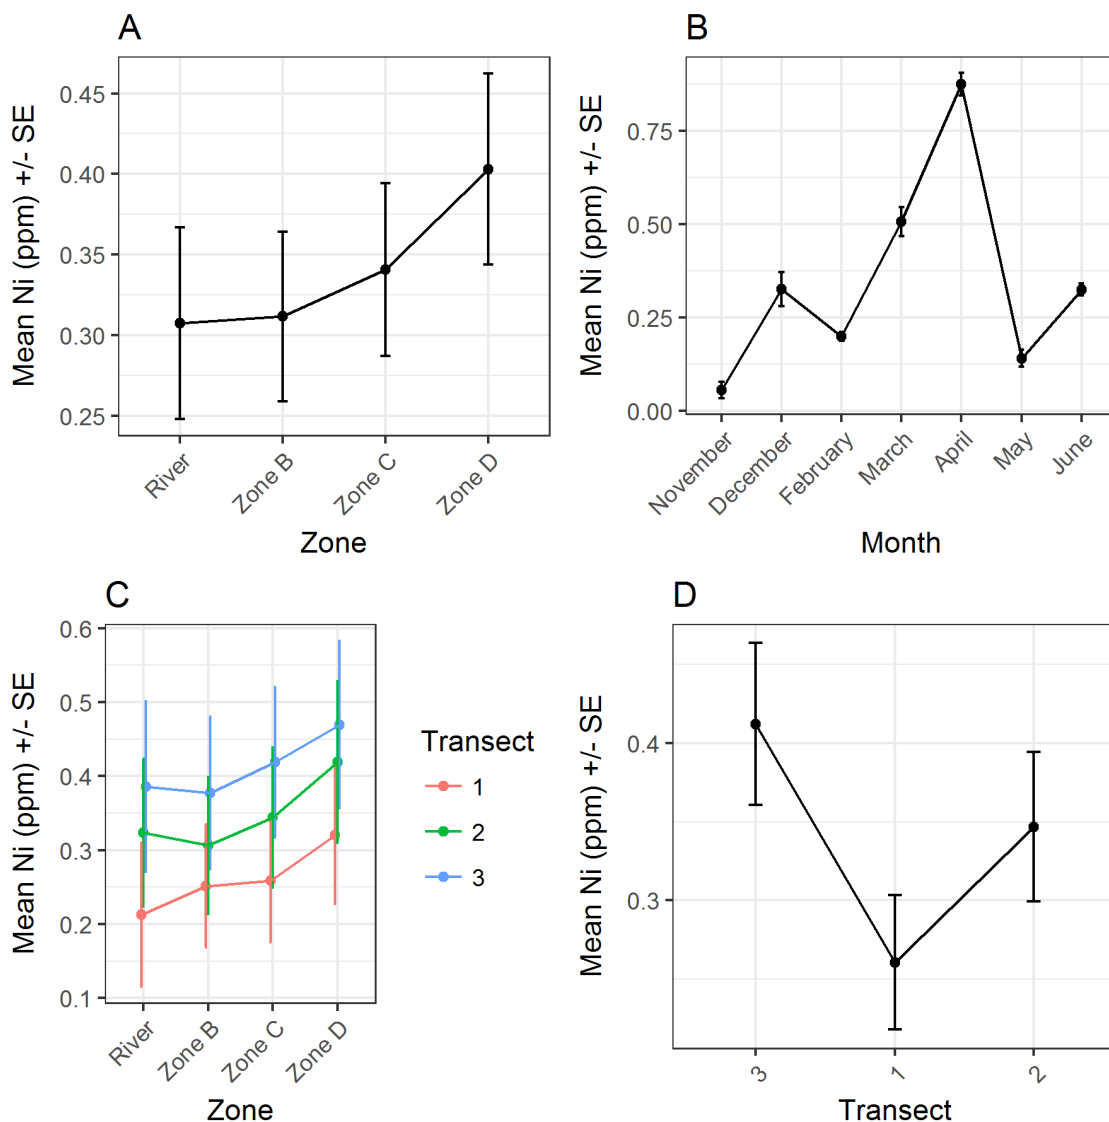 A
Mean Ni (ppm) +/- SE
0.45
0.40
0.35
0.30
0.25
River
Zone B
Zone C
Zone D
Zone
B
Mean Ni (ppm) +/- SE
0.75
0.50
0.25
0.00
November
December
February
March
April
May
June
Month
C
Mean Ni (ppm) +/- SE
0.6
0.5
0.4
0.3
0.2
0.1
River
Zone B
Zone C
Zone D
Zone
Transect
1
2
3
D
Mean Ni (ppm) +/- SE
0.4
0.3
3
1
2
Transect